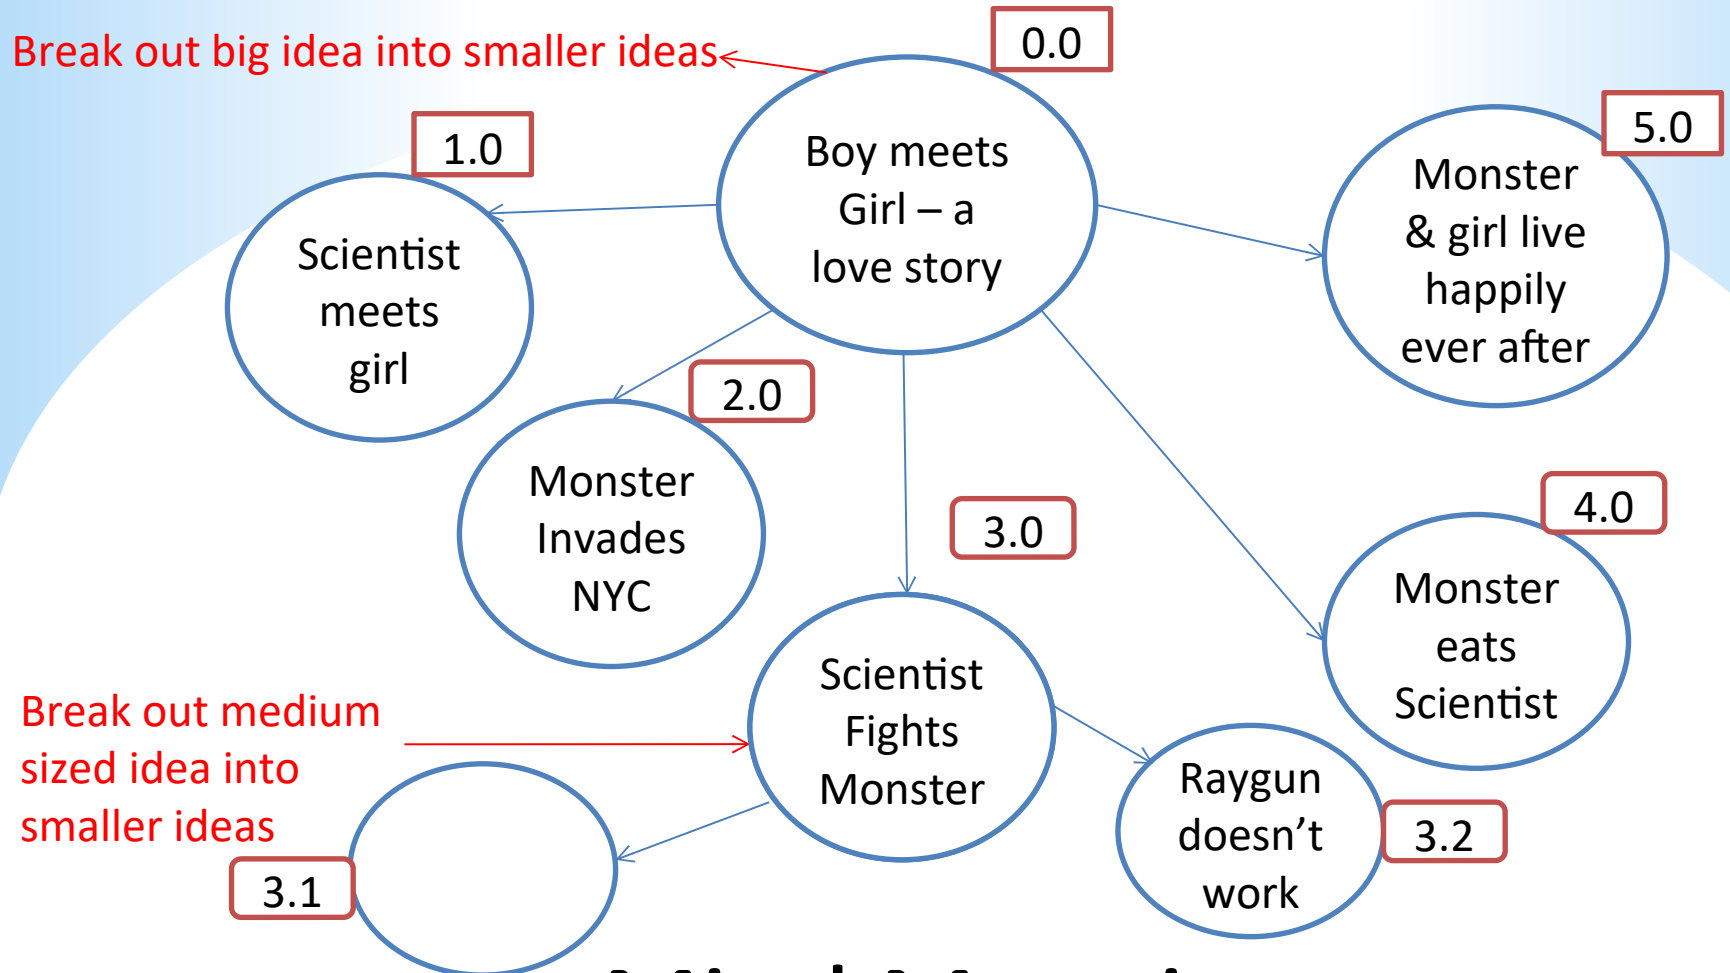 Break out big idea into smaller ideas
0.0
1.0
5.0
Boy meets
Girl – a
love story
Monster
& girl live
happily
ever after
Scientist
meets
girl
2.0
Monster
Invades
NYC
3.0
4.0
Monster
eats
Scientist
Scientist
Fights
Monster
Break out medium
sized idea into
smaller ideas
Raygun
doesn’t
work
3.2
3.1